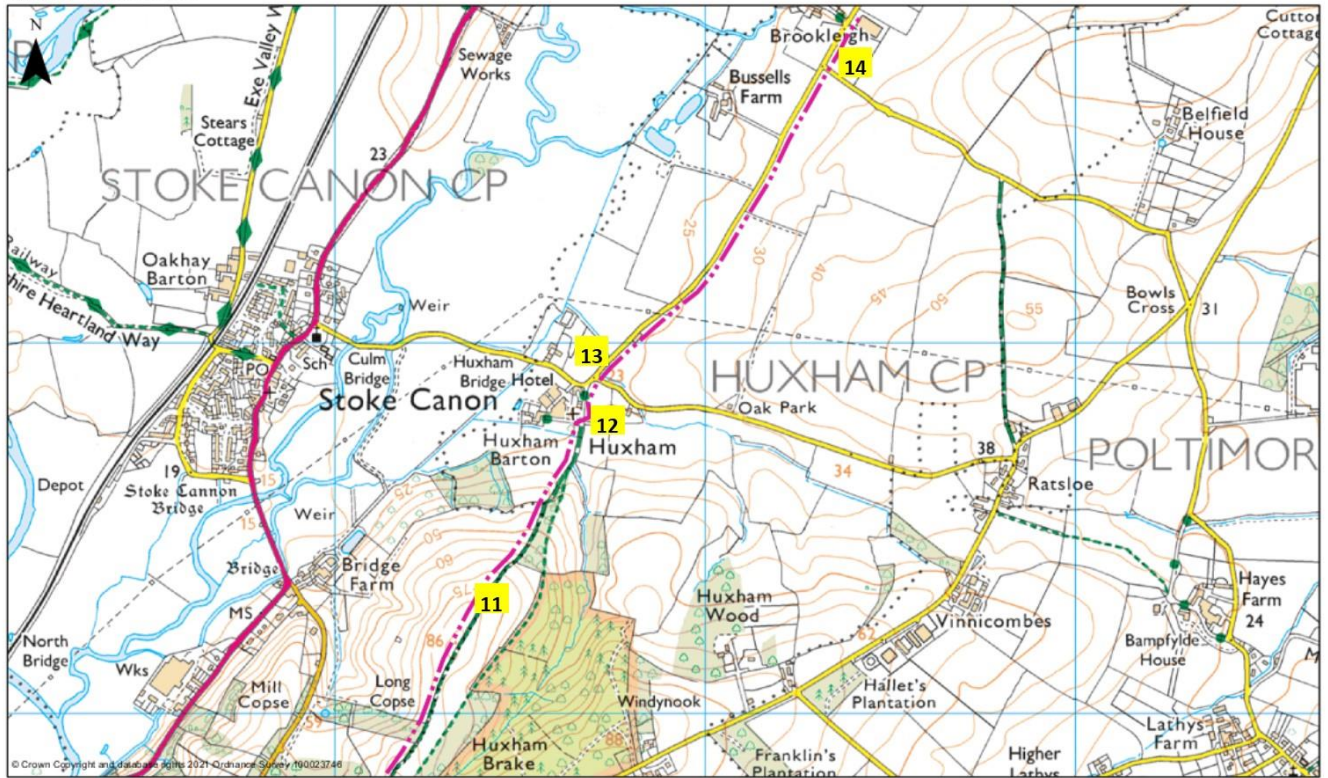 N
Exe Valley W
Sewage
Works
Brookleigh
14
Cutton
Cottage
Bussells
Farm
Stears
Cottage
23
Belfield
House
STOKE CANON CP
25
30
Oakhay
Barton
Railway
hire Heartland Way
40
45
50
55
Weir
Bowls
Cross
31
PO
Sch
Culm
Bridge
Huxham
Bridge
Hotel
13
23
HUXHAM CP
Stoke Canon
Oak Park
12
Huxham
Barton
Huxham
38
POLTIMOR
34
19
15
Stoke Cannon
Bridge
Depot
Ratsloe
25
15
Weir
50
60
Bridge
Bridge
Farm
75
11
Huxham
Wood
Hayes
Farm
24
MS
86
62
Vinnicombes
North
Bridge
Bampfylde
House
Wks
Mill
Copse
Long
Copse
Windynook
Hallet's
Plantation
59
88
Lathys
Farm
Huxham
Brake
Franklin's
Plantation
Higher
Lathys
© Crown Copyright and database rights 2021 Ordnance Survey 100023746